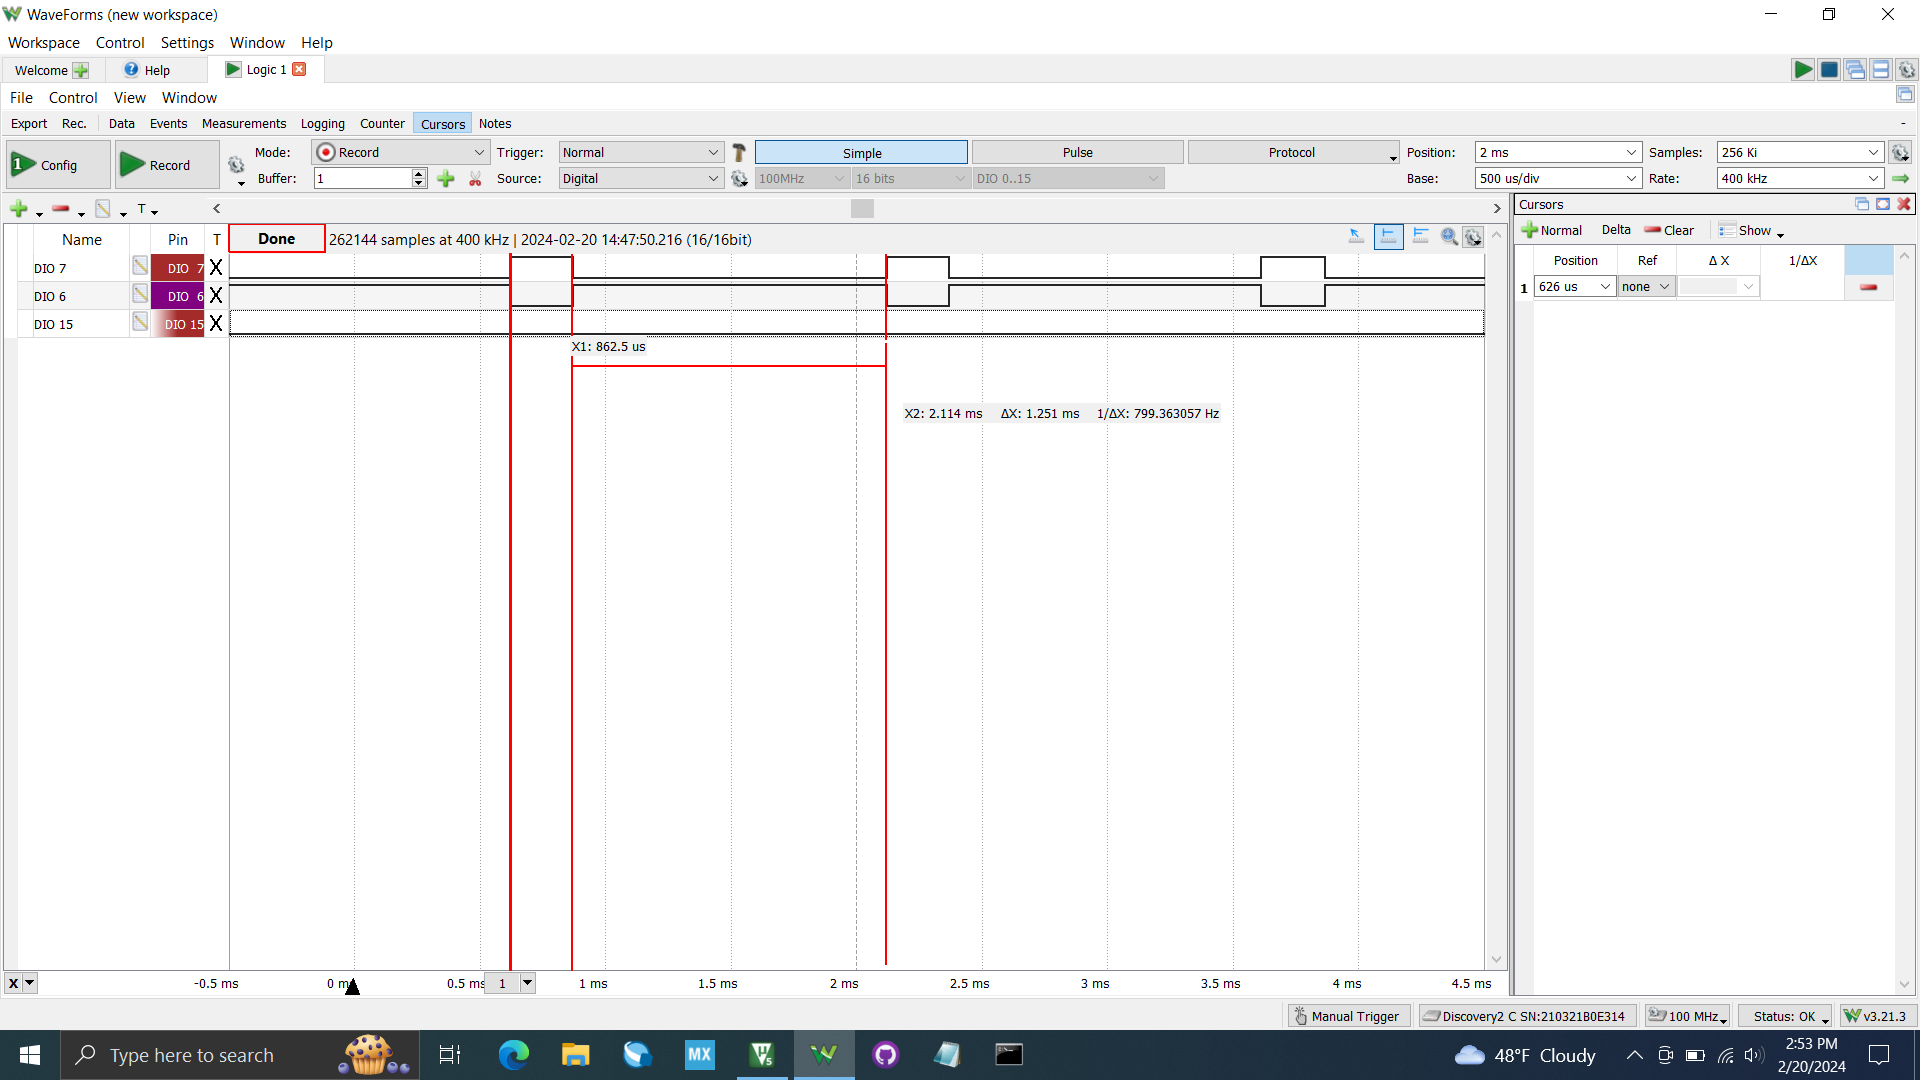 WaveForms (new workspace)
Workspace Control Settings Window Help
Welcome Help Logic 1
File Control View Window
Export Rec. Data Events Measurements Logging Counter Cursors Notes -
1 Config Record Mode: Record Trigger: Normal Simple Pulse Protocol Position: 2 ms Samples: 256 Ki
Buffer: 1 Source: Digital 100MHz 16 bits DIO 0..15 Base: 500 us/div Rate: 400 kHz
T Cursors
Name Pin T Done 262144 samples at 400 kHz | 2024-02-20 14:47:50.216 (16/16bit) Normal Delta Clear Show
DIO 7 DIO 7 X Position Ref Δ X 1/ΔX
DIO 6 DIO 6 X 1 626 us none
DIO 15 DIO 15 X
X1: 862.5 us
X2: 2.114 ms ΔX: 1.251 ms 1/ΔX: 799.363057 Hz
X -0.5 ms 0 m 0.5 ms 1 1 ms 1.5 ms 2 ms 2.5 ms 3 ms 3.5 ms 4 ms 4.5 ms
Manual Trigger Discovery2 C SN:210321B0E314 100 MHz Status: OK v3.21.3
Type here to search MX 48°F Cloudy 2:53 PM
2/20/2024